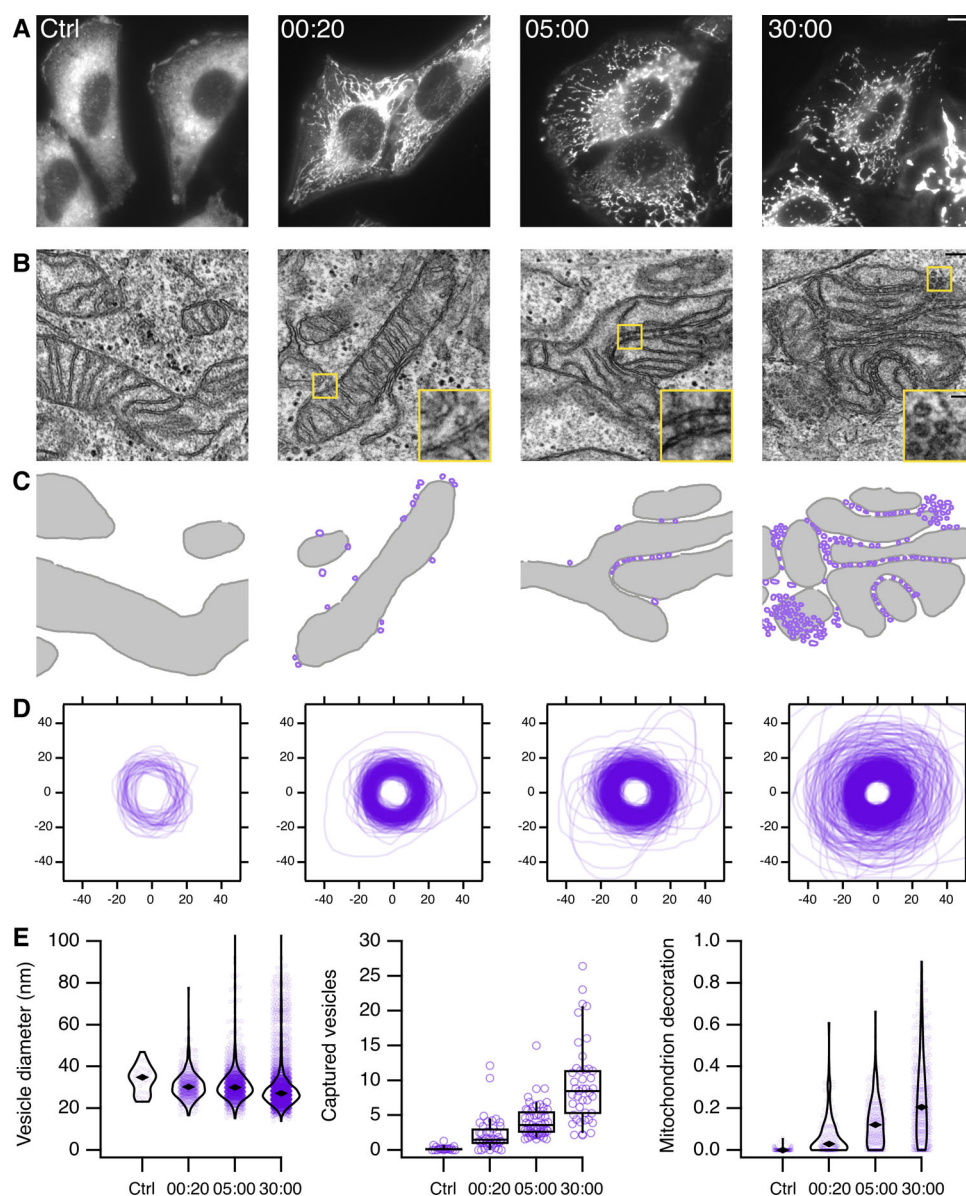 A Ctrl 00:20 05:00 30:00
B
C
D
40 40 40 40
20 20 20 20
0 0 0 0
-20 -20 -20 -20
-40 -40 -40 -40
-40 -20 0 20 40 -40 -20 0 20 40 -40 -20 0 20 40 -40 -20 0 20 40
E
Vesicle diameter (nm)
100
80
60
40
20
0
Ctrl 00:20 05:00 30:00
Captured vesicles
30
25
20
15
10
5
0
Ctrl 00:20 05:00 30:00
Mitochondrion decoration
1.0
0.8
0.6
0.4
0.2
0.0
Ctrl 00:20 05:00 30:00